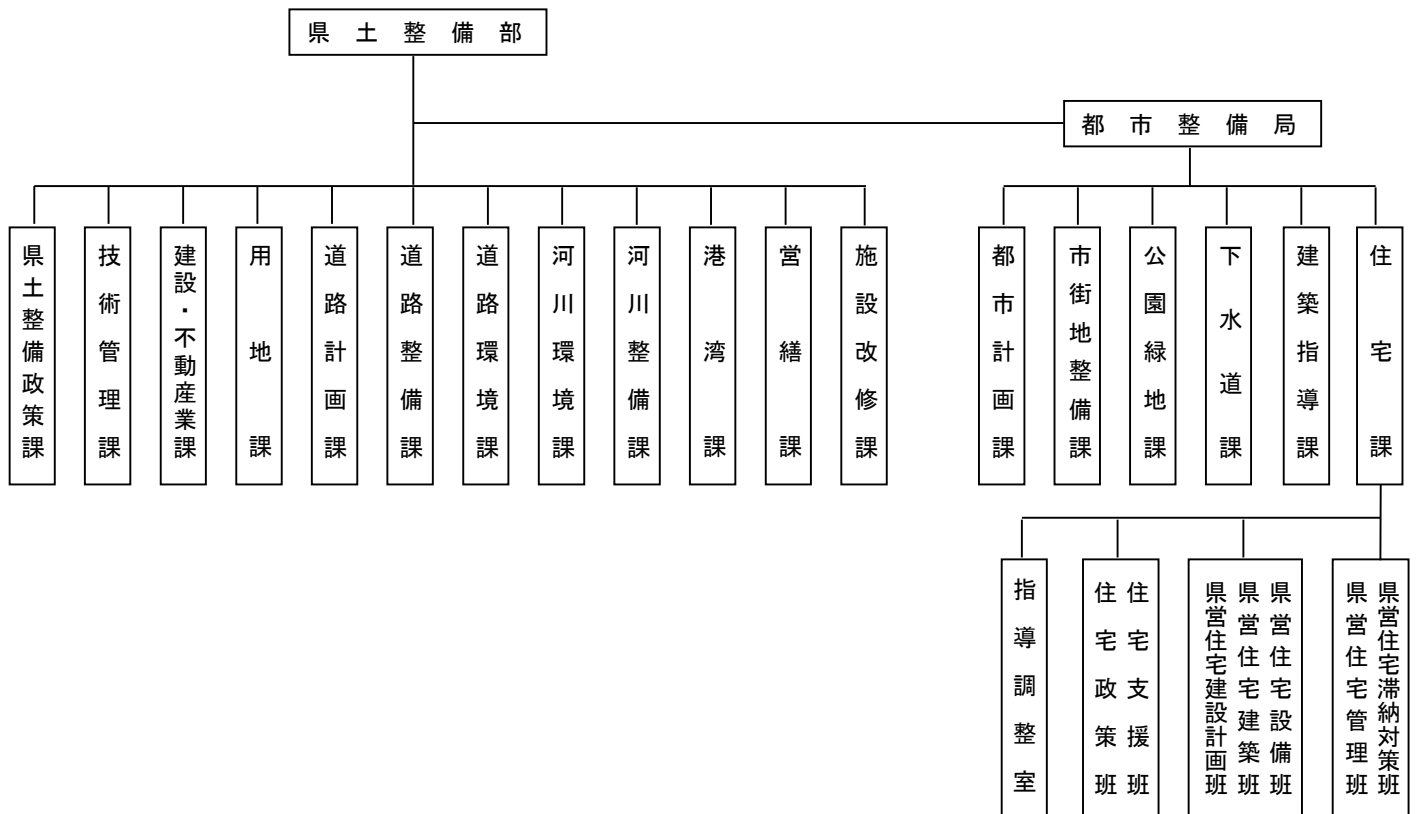 県土整備部
都市整備局
県土整備政策課
技術管理課
建設・不動産業課
用地課
道路計画課
道路整備課
道路環境課
河川環境課
河川整備課
港湾課
営繕課
施設改修課
都市計画課
市街地整備課
公園緑地課
下水道課
建築指導課
住宅課
指導調整室
住宅政策班
住宅支援班
県営住宅建設計画班
県営住宅建築班
県営住宅設備班
県営住宅管理班
県営住宅滞納対策班